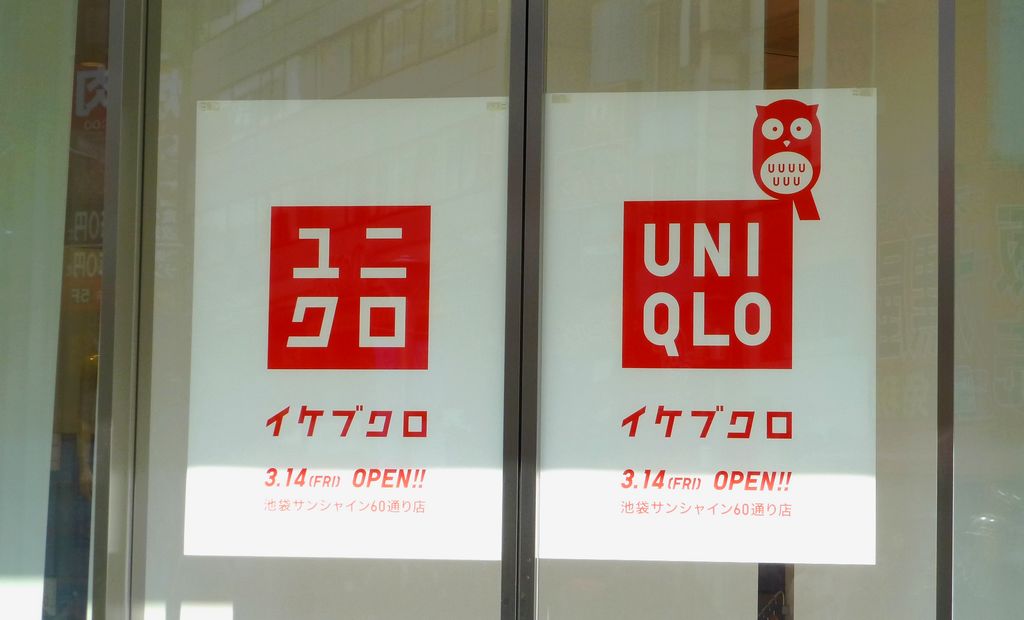 ユニ
クロ
イケブクロ
3.14(FRI) OPEN!!
池袋サンシャイン60通り店
UUUU
UUU
UNI
QLO
イケブクロ
3.14(FRI) OPEN!!
池袋サンシャイン60通り店